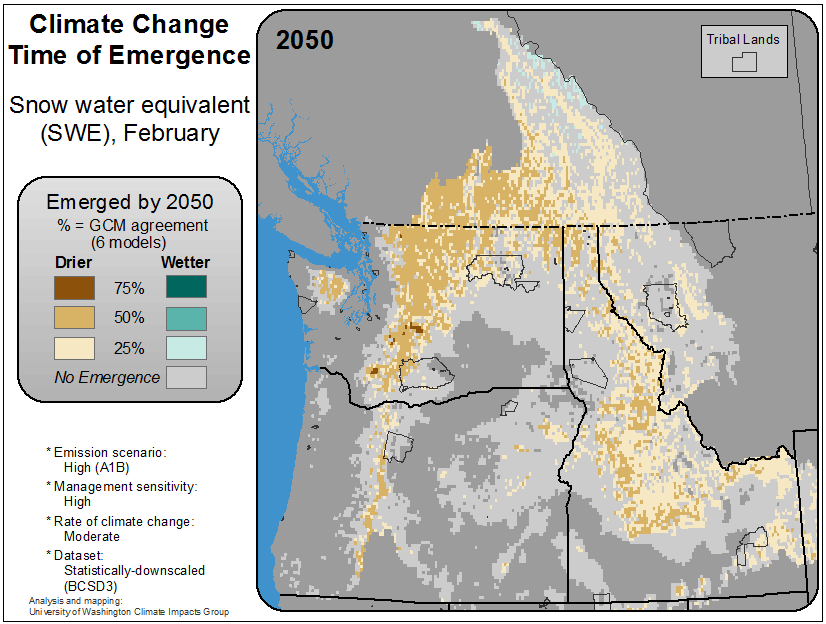 Climate Change
Time of Emergence
Snow water equivalent
(SWE), February
Emerged by 2050
% = GCM agreement
(6 models)
Drier Wetter
75%
50%
25%
No Emergence
* Emission scenario:
High (A1B)
* Management sensitivity:
High
* Rate of climate change:
Moderate
* Dataset:
Statistically-downscaled
(BCSD3)
Analysis and mapping:
University of Washington Climate Impacts Group
2050
Tribal Lands